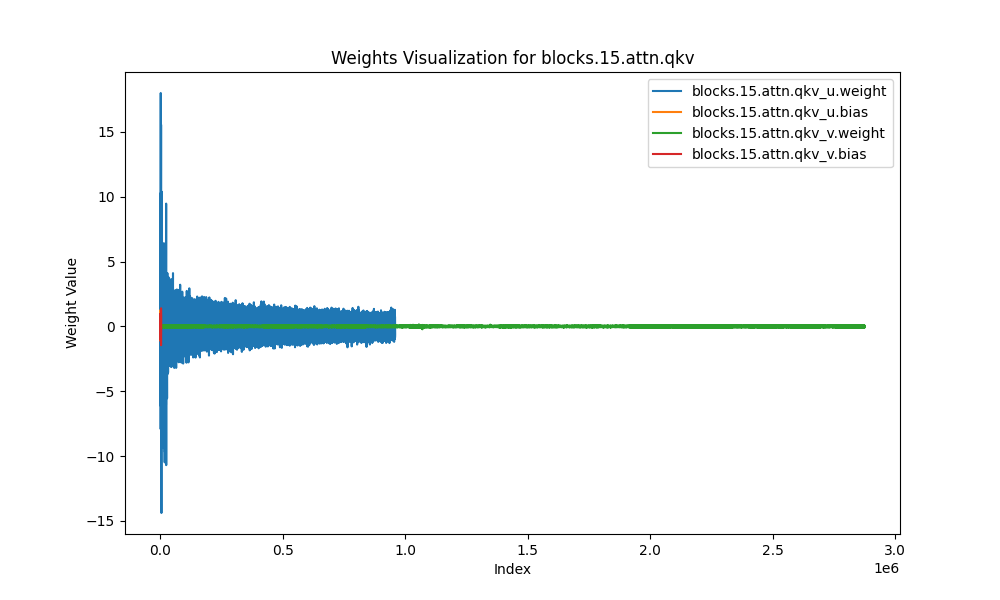 Weights Visualization for blocks.15.attn.qkv
blocks.15.attn.qkv_u.weight
blocks.15.attn.qkv_u.bias
blocks.15.attn.qkv_v.weight
blocks.15.attn.qkv_v.bias
Weight Value
15
10
5
0
−5
−10
−15
0.0 0.5 1.0 1.5 2.0 2.5 3.0
1e6
Index